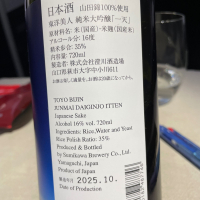 日本酒 山田錦100%使用
東洋美人 純米大吟醸「一天」
原材料名:米(国産)・米麹(国産米)
アルコール分:16度
精米歩合:35%
内容量:720ml
製造者:株式会社澄川酒造場
山口県萩市大字中小川611
TOYO BIJIN
JUNMAI DAIGINJO ITTEN
Japanese Sake
Alcohol 16% vol. 720ml
Ingredients: Rice,Water and Yeast
Rice Polish Ratio: 35%
Produced & Bottled
by Sumikawa Brewery Co.,Ltd.
Yamaguchi, Japan
Product of Japan
製造年月 2025.10.
Date of Production